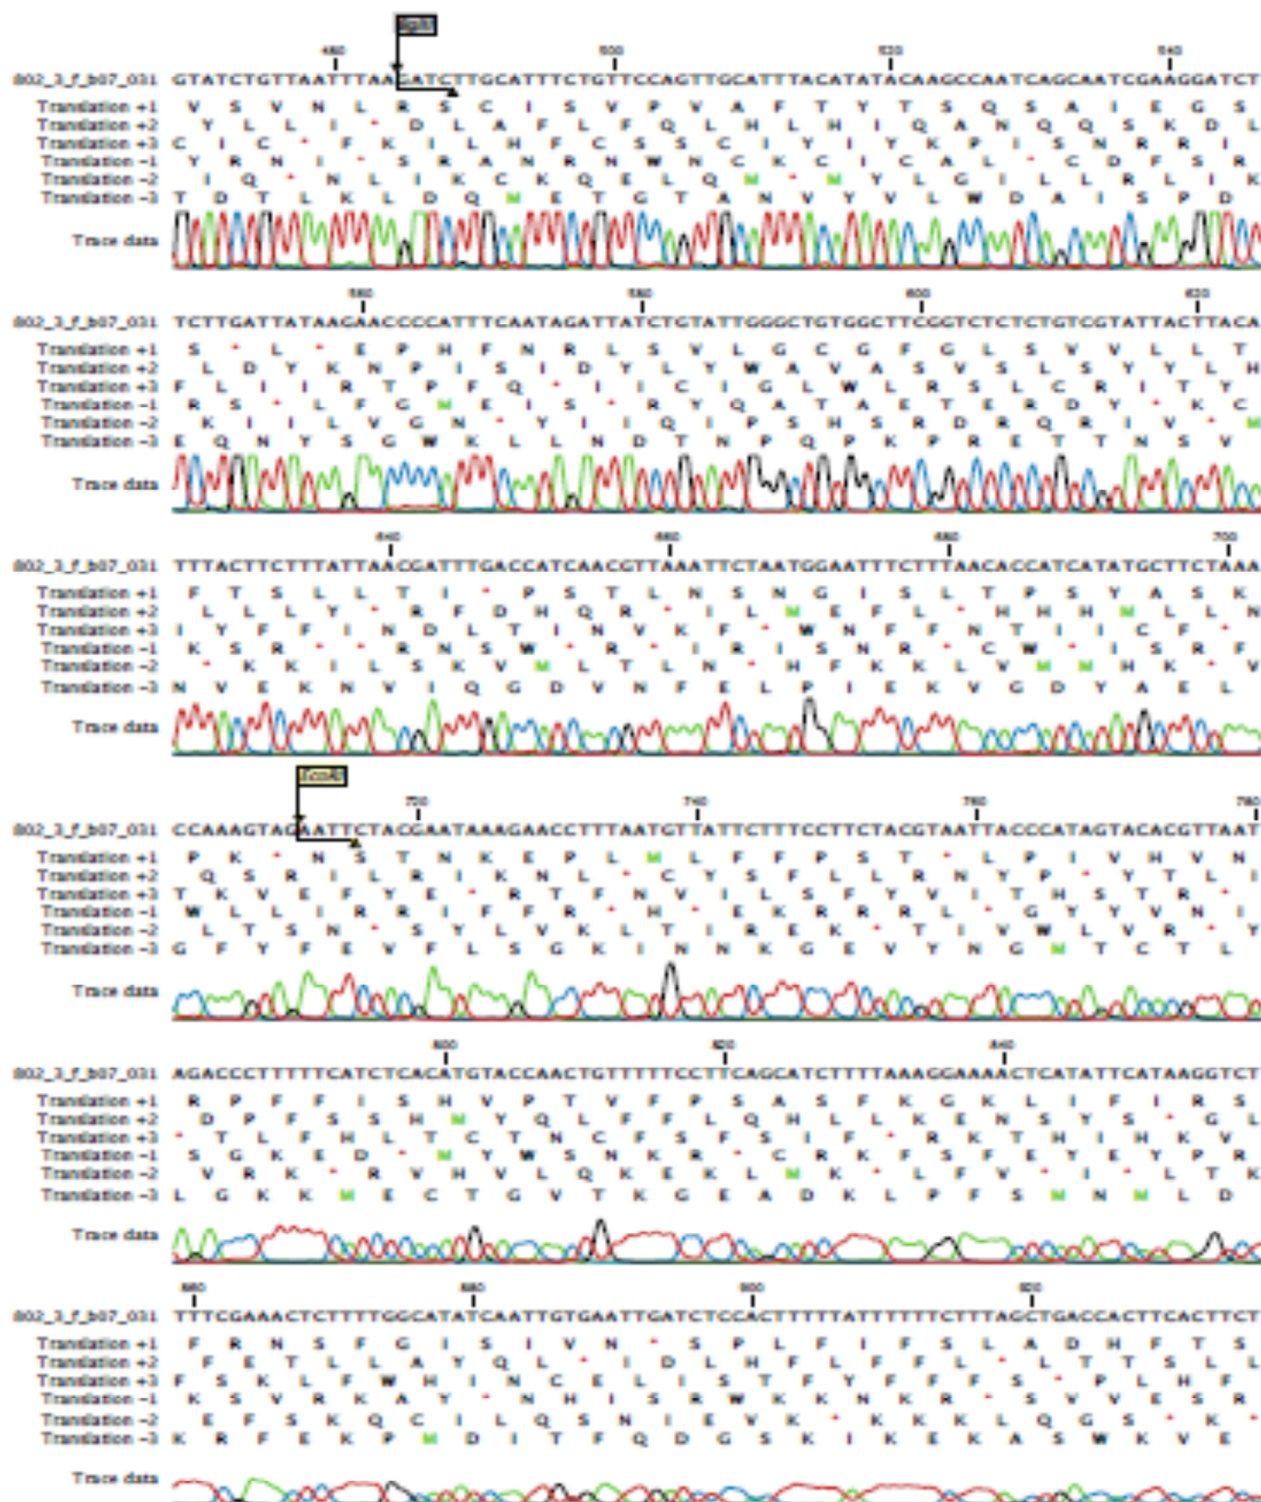 BglII
480 500 520 540
802_3_f_b07_031 GTATCTGTTAATTTAAGATCTTGCATTTCTGTTCCAGTTGCATTTACATATACAAGCCAATCAGCAATCGAAGGATCT
Translation +1 V S V N L R S C I S V P V A F T Y T S Q S A I E G S
Translation +2 Y L L I * D L A F L F Q L H L H I Q A N Q Q S K D L
Translation +3 C I C * F K I L H F C S S C I Y I Y K P I S N R R I
Translation -1 Y R N I * S R A N R N W N C K C I C A L * C D F S R
Translation -2 I Q * N L I K C K Q E L Q M * M Y L G I L L R L I K
Translation -3 T D T L K L D Q M E T G T A N V Y V L W D A I S P D
Trace data
560 580 600 620
802_3_f_b07_031 TCTTGATTATAAGAACCCCATTTCAATAGATTATCTGTATTGGGCTGTGGCTTCGGTCTCTCTGTCGTATTACTTACA
Translation +1 S * L * E P H F N R L S V L G C G F G L S V V L L T
Translation +2 L D Y K N P I S I D Y L Y W A V A S V S L S Y Y L H
Translation +3 F L I I R T P F Q * I I C I G L W L R S L C R I T Y
Translation -1 R S * L F G M E I S * R Y Q A T A E T E R D Y * K C
Translation -2 K I I L V G N * Y I I Q I P S H S R D R Q R I V * M
Translation -3 E Q N Y S G W K L L N D T N P Q P K P R E T T N S V
Trace data
640 660 680 700
802_3_f_b07_031 TTTACTTCTTTATTAACGATTTGACCATCAACGTTAAATTCTAATGGAATTTCTTTAACACCATCATATGCTTCTAAA
Translation +1 F T S L L T I * P S T L N S N G I S L T P S Y A S K
Translation +2 L L L Y * R F D H Q R * I L M E F L * H H H M L L N
Translation +3 I Y F F I N D L T I N V K F * W N F F N T I I C F *
Translation -1 K S R * * R N S W * R * I R I S N R * C W * I S R F
Translation -2 * K K I L S K V M L T L N * H F K K L V M M H K * V
Translation -3 N V E K N V I Q G D V N F E L P I E K V G D Y A E L
Trace data
EcoRI
720 740 760 780
802_3_f_b07_031 CCAAAGTAGAATTCTACGAATAAAGAACCTTTAATGTTATTCTTTCCTTCTACGTAATTACCCATAGTACACGTTAAT
Translation +1 P K * N S T N K E P L M L F F P S T * L P I V H V N
Translation +2 Q S R I L R I K N L * C Y S F L L R N Y P * Y T L I
Translation +3 T K V E F Y E * R T F N V I L S F Y V I T H S T R *
Translation -1 W L L I R R I F F R * H * E K R R R L * G Y Y V N I
Translation -2 L T S N * S Y L V K L T I R E K * T I V W L V R * Y
Translation -3 G F Y F E V F L S G K I N N K G E V Y N G M T C T L
Trace data
800 820 840
802_3_f_b07_031 AGACCCTTTTTCATCTCACATGTACCAACTGTTTTTCCTTCAGCATCTTTTAAAGGAAAACTCATATTCATAAGGTCT
Translation +1 R P F F I S H V P T V F P S A S F K G K L I F I R S
Translation +2 D P F S S H M Y Q L F F L Q H L L K E N S Y S * G L
Translation +3 * T L F H L T C T N C F S F S I F * R K T H I H K V
Translation -1 S G K E D * M Y W S N K R * C R K F S F E Y E Y P R
Translation -2 V R K * R V H V L Q K E K L M K * L F V * I * L T K
Translation -3 L G K K M E C T G V T K G E A D K L P F S M N M L D
Trace data
860 880 900 920
802_3_f_b07_031 TTTCGAAACTCTTTTGGCATATCAATTGTGAATTGATCTCCACTTTTTATTTTTTCTTTAGCTGACCACTTCACTTCT
Translation +1 F R N S F G I S I V N * S P L F I F S L A D H F T S
Translation +2 F E T L L A Y Q L * I D L H F L F F L * L T T S L L
Translation +3 F S K L F W H I N C E L I S T F Y F F F S * P L H F
Translation -1 K S V R K A Y * N H I S R W K K N K R * S V V E S R
Translation -2 E F S K Q C I L Q S N I E V K * K K K L Q G S * K *
Translation -3 K R F E K P M D I T F Q D G S K I K E K A S W K V E
Trace data